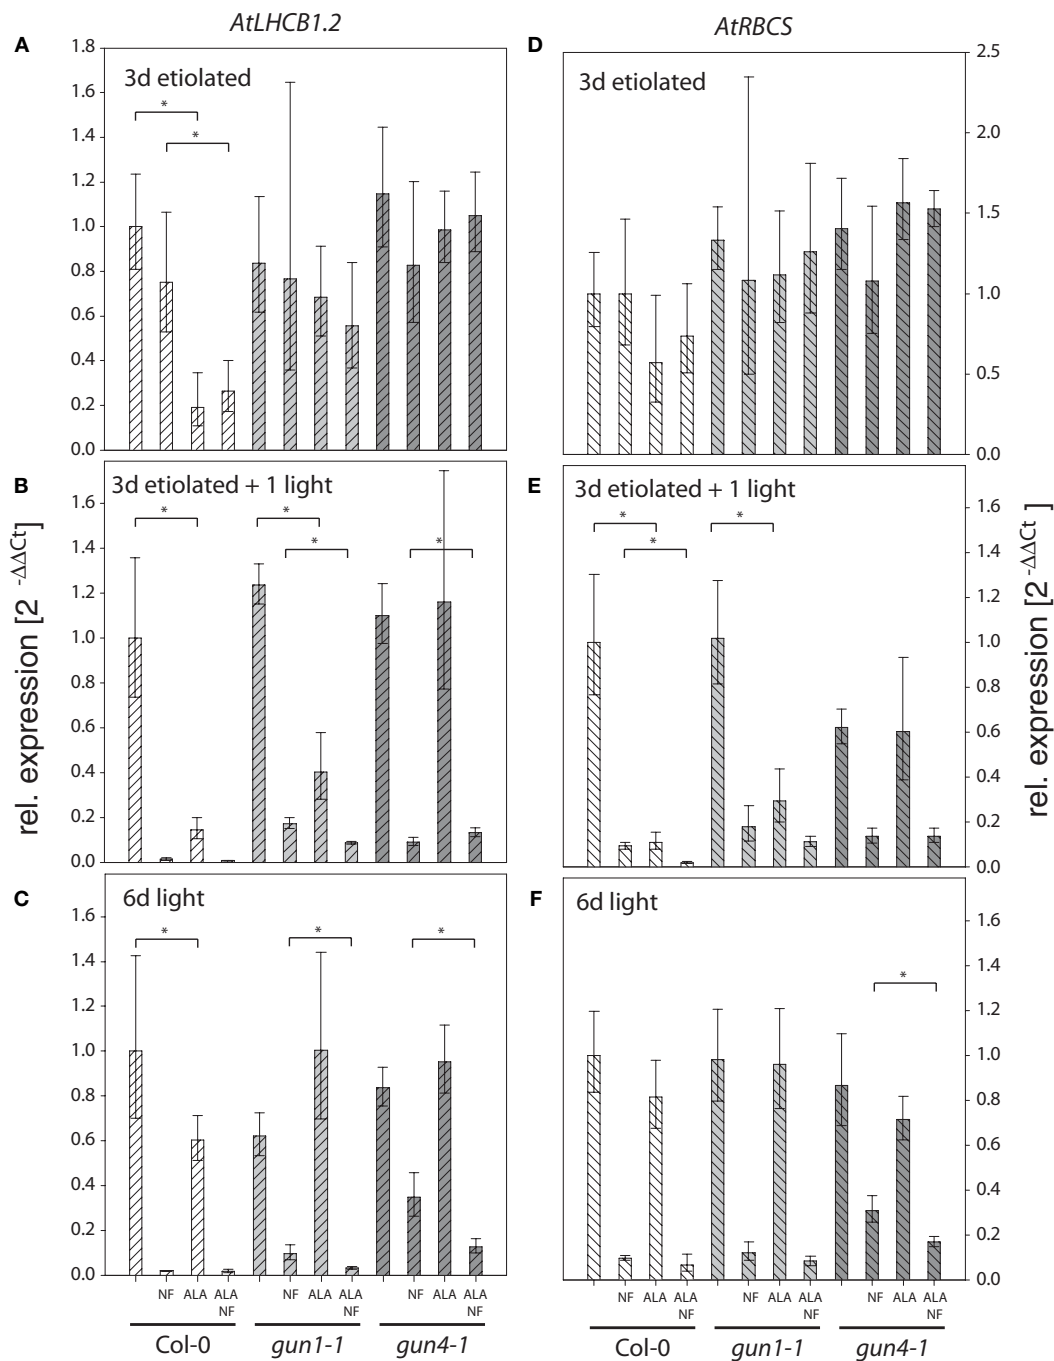 AtLHCB1.2
AtRBCS
A
3d etiolated
1.8
1.6
1.4
1.2
1.0
0.8
0.6
0.4
0.2
0.0
*
*
D
3d etiolated
2.5
2.0
1.5
1.0
0.5
0.0
B
3d etiolated + 1 light
1.6
1.4
1.2
1.0
0.8
0.6
0.4
0.2
0.0
*
*
*
*
E
3d etiolated + 1 light
1.6
1.4
1.2
1.0
0.8
0.6
0.4
0.2
0.0
*
*
*
rel. expression [2 -ΔΔCt]
rel. expression [2 -ΔΔCt]
C
6d light
1.6
1.4
1.2
1.0
0.8
0.6
0.4
0.2
0.0
*
*
*
F
6d light
1.6
1.4
1.2
1.0
0.8
0.6
0.4
0.2
0.0
*
NF ALA ALA NF ALA ALA NF ALA ALA
NF NF NF
Col-0 gun1-1 gun4-1
NF ALA ALA NF ALA ALA NF ALA ALA
NF NF NF
Col-0 gun1-1 gun4-1